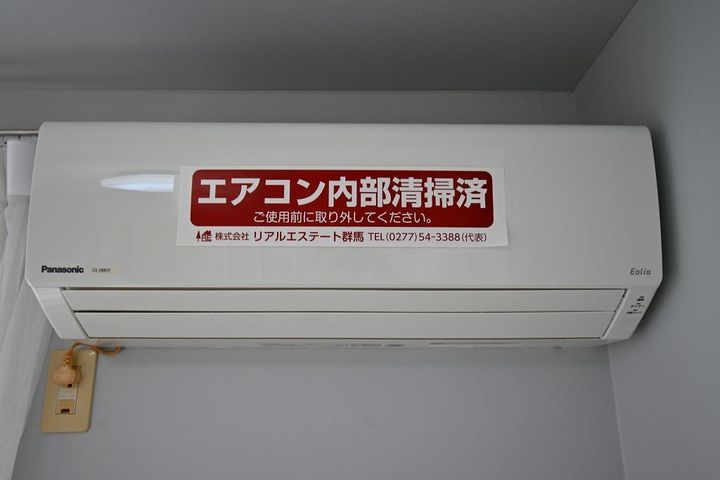 エアコン内部清掃済
ご使用前に取り外してください。
株式会社 リアルエステート群馬 TEL(0277)54-3388(代表)
Panasonic
Eolia